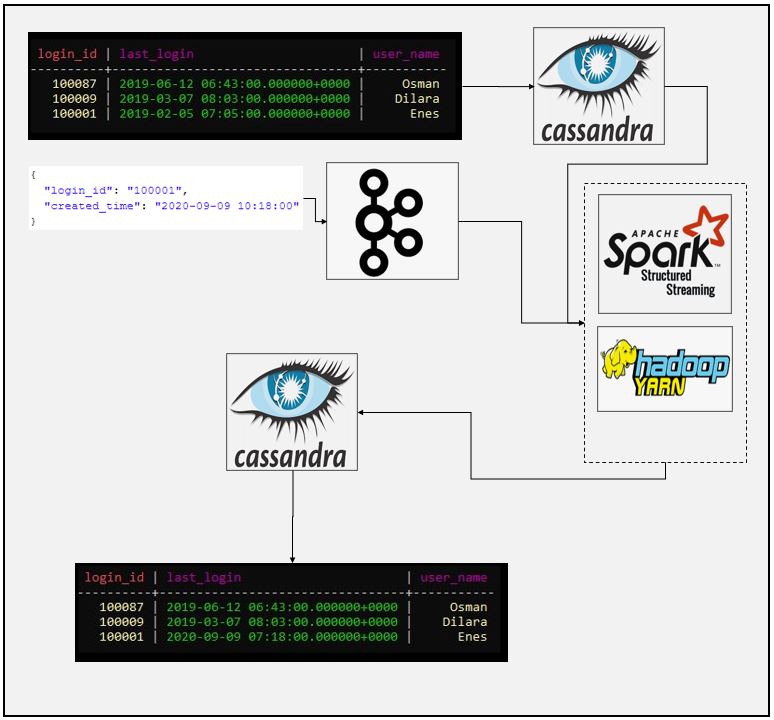 login_id | last_login | user_name
----------+---------------------------------+-----------
100087 | 2019-06-12 06:43:00.000000+0000 | Osman
100009 | 2019-03-07 08:03:00.000000+0000 | Dilara
100001 | 2019-02-05 07:05:00.000000+0000 | Enes
cassandra
{
"login_id": "100001",
"created_time": "2020-09-09 10:18:00"
}
APACHE
Spark™
Structured
Streaming
hadoop
YARN
cassandra
login_id | last_login | user_name
----------+---------------------------------+-----------
100087 | 2019-06-12 06:43:00.000000+0000 | Osman
100009 | 2019-03-07 08:03:00.000000+0000 | Dilara
100001 | 2020-09-09 07:18:00.000000+0000 | Enes